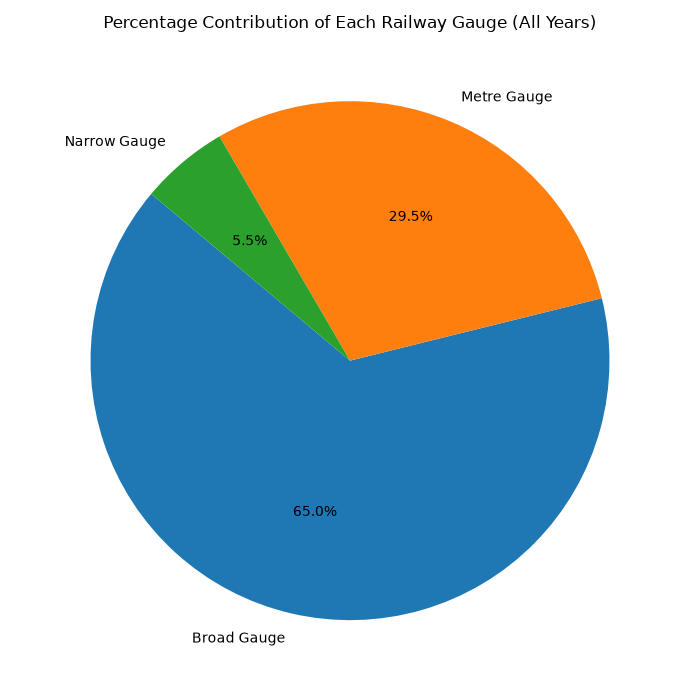 Percentage Contribution of Each Railway Gauge (All Years)
Metre Gauge
Narrow Gauge
29.5%
5.5%
65.0%
Broad Gauge